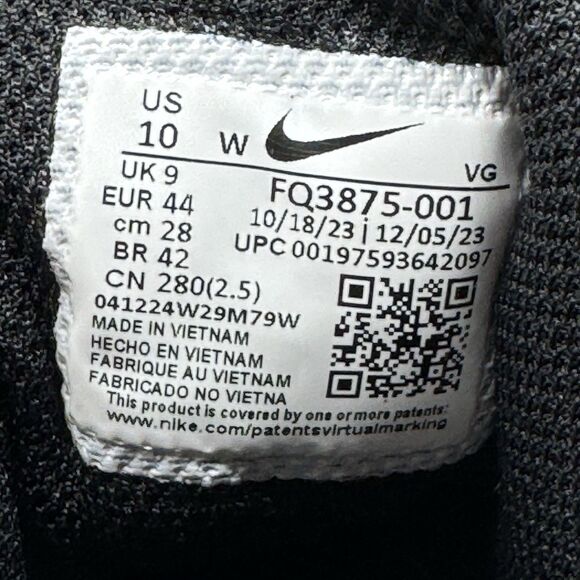 US
10 W
VG
UK 9
EUR 44
cm 28
BR 42
CN 280(2.5)
FQ3875-001
10/18/23 | 12/05/23
UPC 00197593642097
041224W29M79W
MADE IN VIETNAM
HECHO EN VIETNAM
FABRIQUE AU VIETNAM
FABRICADO NO VIETNA
This product is covered by one or more patents:
www.nike.com/patentsvirtualmarking